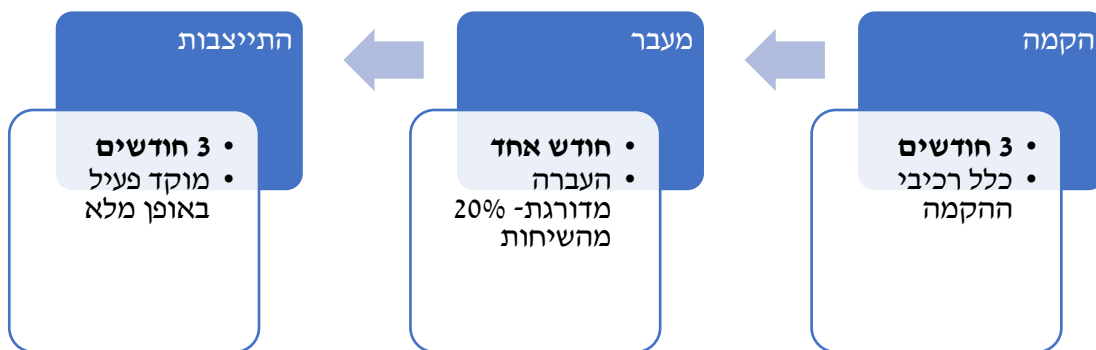 הקמה
• 3 חודשים
• כלל רכיבי
ההקמה
מעבר
• חודש אחד
• העברה
מדורגת- 20%
מהשיחות
התייצבות
• 3 חודשים
• מוקד פעיל
באופן מלא